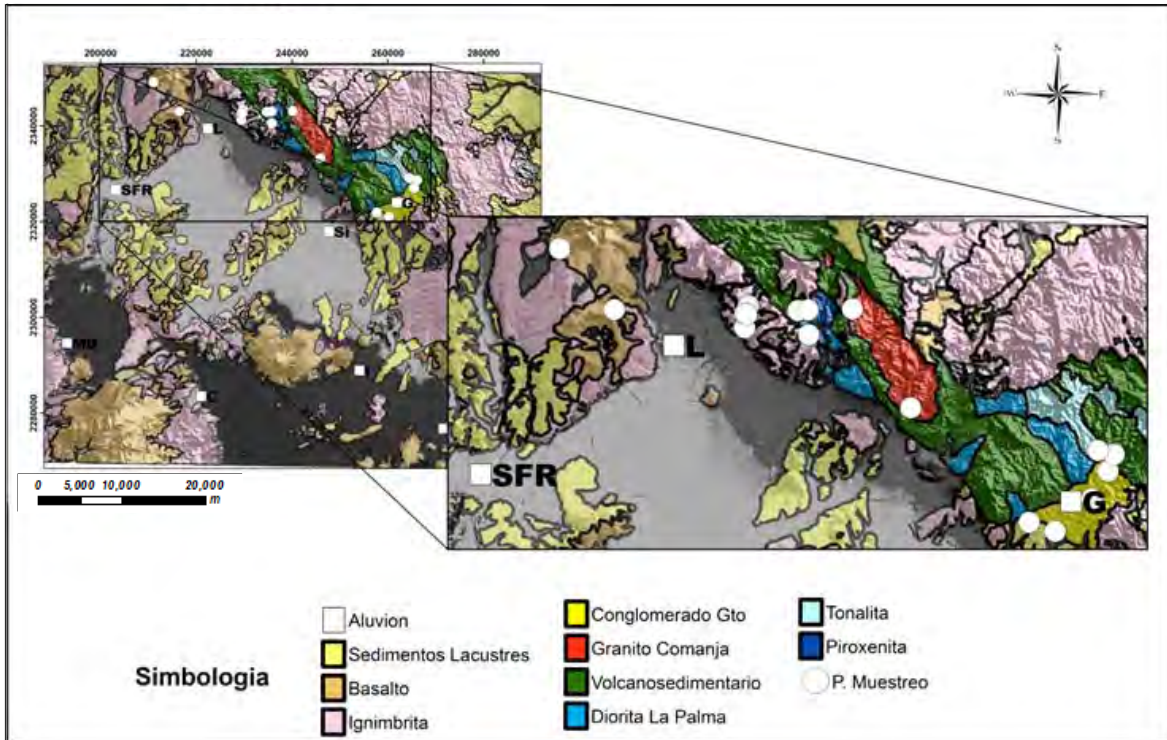 200000 220000 240000 260000 280000
2340000
2320000
2300000
2280000
L
SFR
G
SI
MD
C
I
N
W E
S
0 5,000 10,000 20,000
m
L
SFR
G
Simbologia
Aluvion
Sedimentos Lacustres
Basalto
Ignimbrita
Conglomerado Gto
Granito Comanja
Volcanosedimentario
Diorita La Palma
Tonalita
Piroxenita
P. Muestreo